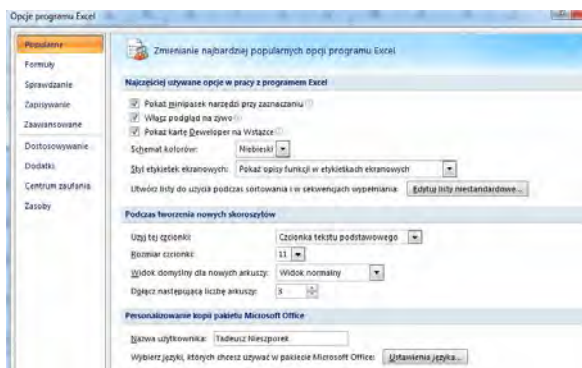 Opcje programu Excel
Popularne
Formuły
Sprawdzanie
Zapisywanie
Zaawansowane
Dostosowywanie
Dodatki
Centrum zaufania
Zasoby
Zmienianie najbardziej popularnych opcji programu Excel
Najczęściej używane opcje w pracy z programem Excel
Pokaż minipasek narzędzi przy zaznaczaniu
Włącz podgląd na żywo
Pokaż kartę Deweloper na Wstążce
Schemat kolorów: Niebieski
Styl etykietek ekranowych: Pokaż opisy funkcji w etykietkach ekranowych
Utwórz listy do użycia podczas sortowania i w sekwencjach wypełniania: Edytuj listy niestandardowe...
Podczas tworzenia nowych skoroszytów
Użyj tej czcionki: Czcionka tekstu podstawowego
Rozmiar czcionki: 11
Widok domyślny dla nowych arkuszy: Widok normalny
Dołącz następującą liczbę arkuszy: 3
Personalizowanie kopii pakietu Microsoft Office
Nazwa użytkownika: Tadeusz Nieszporek
Wybierz języki, których chcesz używać w pakiecie Microsoft Office: Ustawienia języka...